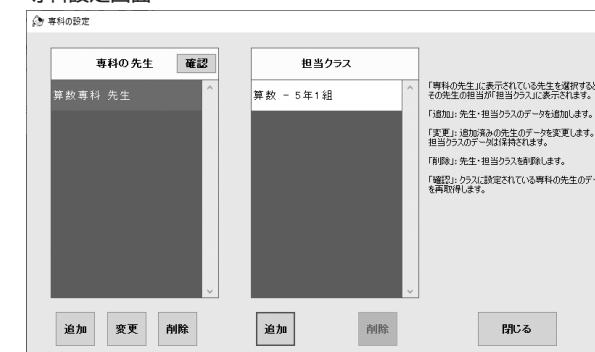 専科の設定
専科の先生 確認
担当クラス
算数専科 先生
算数 － 5年1組
「専科の先生」に表示されている先生を選択すると
その先生の担当が「担当クラス」に表示されます。
「追加」: 先生・担当クラスのデータを追加します。
「変更」: 追加済みの先生のデータを変更します。
担当クラスのデータは保持されます。
「削除」: 先生・担当クラスを削除します。
「確認」: クラスに設定されている専科の先生のデー
を再取得します。
追加 変更 削除 追加 削除 閉じる